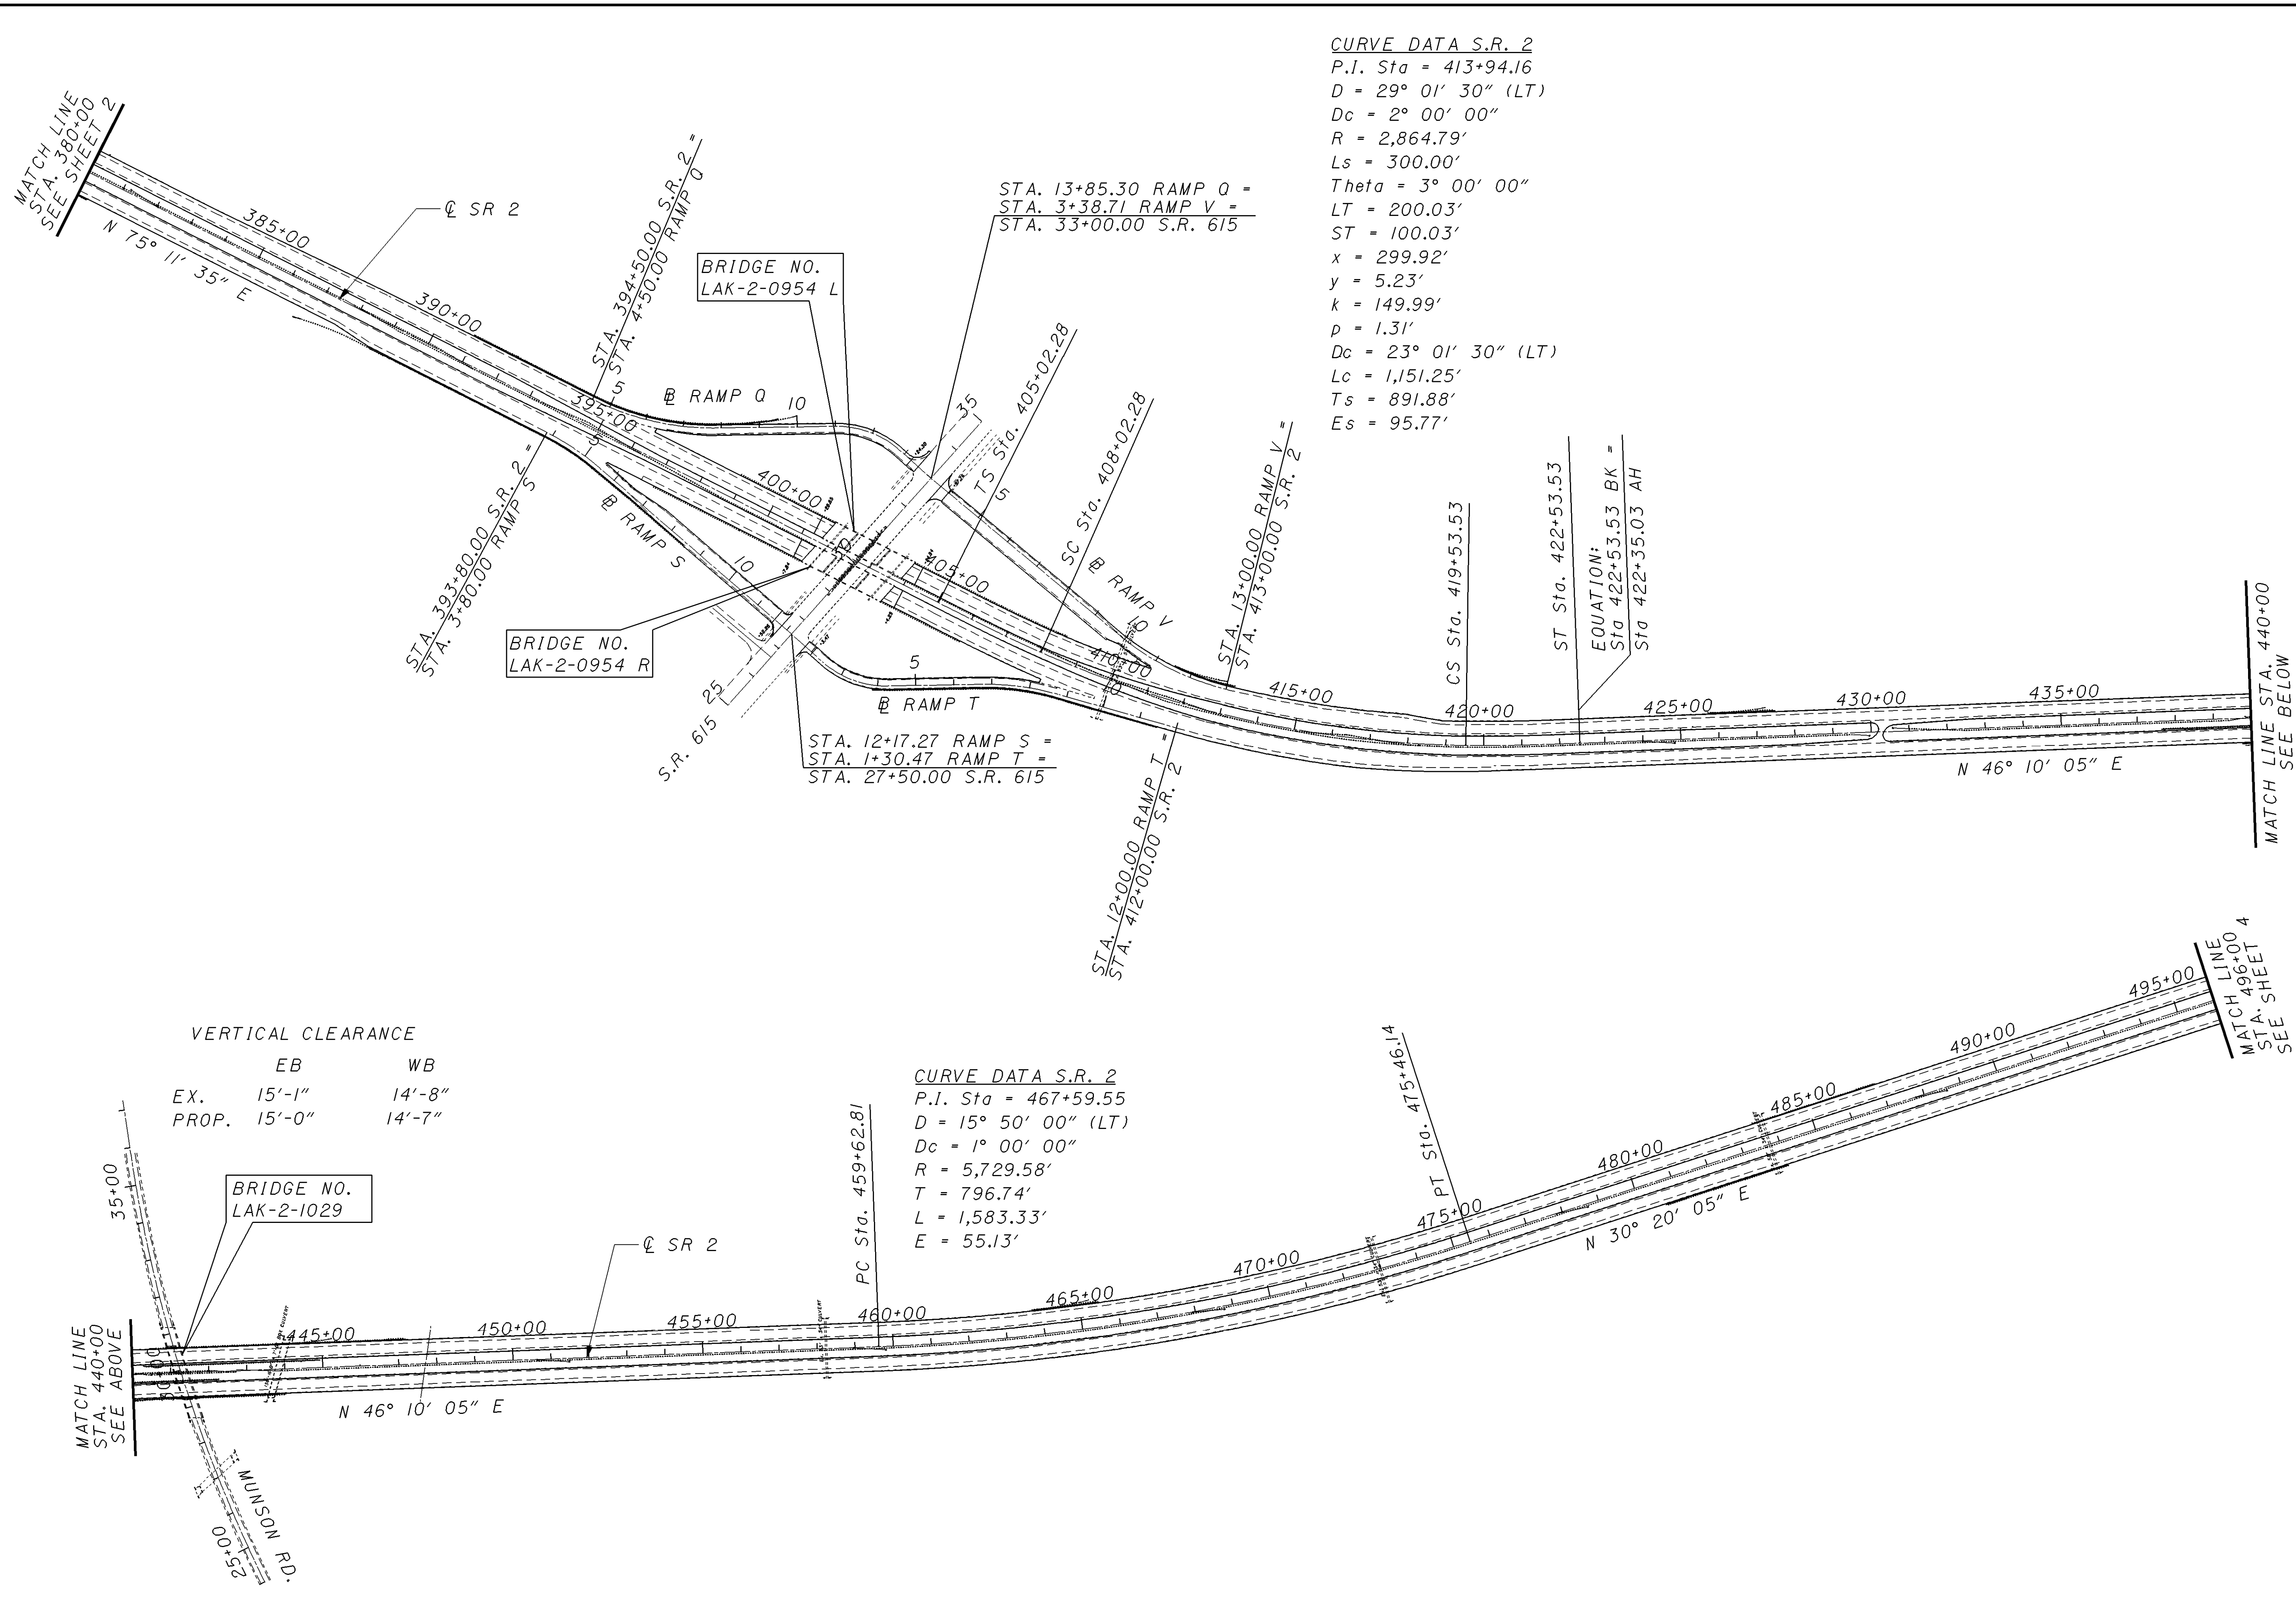 MATCH LINE
STA. 380+00
SEE SHEET 2
N 75° 11' 35" E
385+00
℄ SR 2
390+00
STA. 394+50.00 S.R. 2 =
STA. 4+50.00 RAMP Q
BRIDGE NO.
LAK-2-0954 L
STA. 13+85.30 RAMP Q =
STA. 3+38.71 RAMP V =
STA. 33+00.00 S.R. 615
CURVE DATA S.R. 2
P.I. Sta = 413+94.16
D = 29° 01' 30" (LT)
Dc = 2° 00' 00"
R = 2,864.79'
Ls = 300.00'
Theta = 3° 00' 00"
LT = 200.03'
ST = 100.03'
x = 299.92'
y = 5.23'
k = 149.99'
p = 1.31'
Dc = 23° 01' 30" (LT)
Lc = 1,151.25'
Ts = 891.88'
Es = 95.77'
5
BL RAMP Q
10
395+00
5
35
TS Sta. 405+02.28
SC Sta. 408+02.28
STA. 393+80.00 S.R. 2 =
STA. 3+80.00 RAMP S
BL RAMP S
10
400+00
30
405+00
5
BL RAMP V
10
STA. 13+00.00 RAMP V =
STA. 413+00.00 S.R. 2
BRIDGE NO.
LAK-2-0954 R
25
S.R. 615
5
BL RAMP T
10
410+00
STA. 12+17.27 RAMP S =
STA. 1+30.47 RAMP T =
STA. 27+50.00 S.R. 615
STA. 12+00.00 RAMP T =
STA. 412+00.00 S.R. 2
415+00
CS Sta. 419+53.53
420+00
ST Sta. 422+53.53
EQUATION:
Sta 422+53.53 BK =
Sta 422+35.03 AH
425+00
430+00
435+00
N 46° 10' 05" E
MATCH LINE STA. 440+00
SEE BELOW
VERTICAL CLEARANCE
EB WB
EX. 15'-1" 14'-8"
PROP. 15'-0" 14'-7"
35+00
BRIDGE NO.
LAK-2-1029
MATCH LINE
STA. 440+00
SEE ABOVE
30+00
25+00
MUNSON RD.
445+00
N 46° 10' 05" E
450+00
℄ SR 2
455+00
PC Sta. 459+62.81
460+00
CURVE DATA S.R. 2
P.I. Sta = 467+59.55
D = 15° 50' 00" (LT)
Dc = 1° 00' 00"
R = 5,729.58'
T = 796.74'
L = 1,583.33'
E = 55.13'
465+00
470+00
PT Sta. 475+46.14
475+00
480+00
N 30° 20' 05" E
485+00
490+00
495+00
MATCH LINE
STA. 496+00
SEE SHEET 4